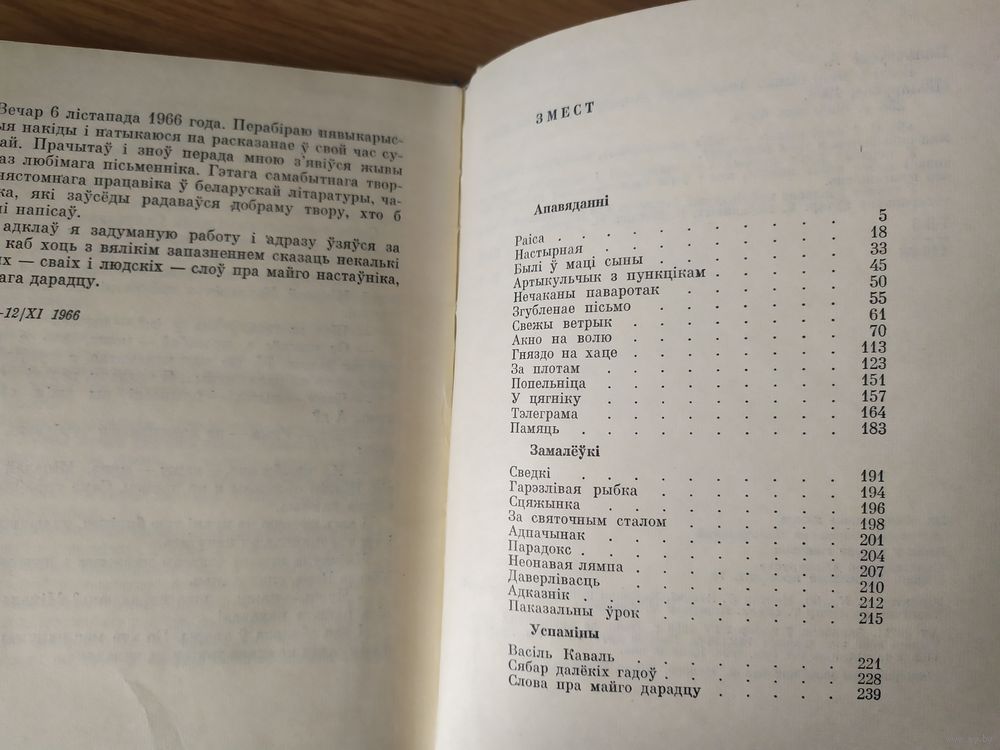 Вечар 6 лістапада 1966 года. Перабіраю нявыкарыс-
ыя накіды і натыкаюся на расказанае ў свой час су-
ай. Прачытаў і зноў перада мною з'явіўся жывы
аз любімага пісьменніка. Гэтага самабытнага твор-
нястомнага працавіка ў беларускай літаратуры, ча-
ка, які заўсёды радаваўся добраму твору, хто б
і напісаў.
адклаў я задуманую работу і адразу ўзяўся за
каб хоць з вялікім запазненнем сказаць некалькі
х — сваіх і людскіх — слоў пра майго настаўніка,
ага дарадцу.
-12/XI 1966
ЗМЕСТ
Апавяданні
Раіса . . . . . . . . . 5
Настырная . . . . . . . . 18
Былі ў маці сыны . . . . . . . 33
Артыкульчык з пункцікам . . . . . 45
Нечаканы паваротак . . . . . . 50
Згубленае пісьмо . . . . . . . 55
Свежы ветрык . . . . . . . 61
Акно на волю . . . . . . . 70
Гняздо на хаце . . . . . . . 113
За плотам . . . . . . . . 123
Попельніца . . . . . . . . 151
У цягніку . . . . . . . . 157
Тэлеграма . . . . . . . . 164
Памяць . . . . . . . . . 183
Замалёўкі
Сведкі . . . . . . . . . 191
Гарэзлівая рыбка . . . . . . . 194
Сцяжынка . . . . . . . . 196
За святочным сталом . . . . . . 198
Адпачынак . . . . . . . . 201
Парадокс . . . . . . . . . 204
Неонавая лямпа . . . . . . . 207
Даверлівасць . . . . . . . . 210
Адказнік . . . . . . . . . 212
Паказальны ўрок . . . . . . . 215
Успаміны
Васіль Каваль . . . . . . . 221
Сябар далёкіх гадоў . . . . . . 228
Слова пра майго дарадцу . . . . . 239